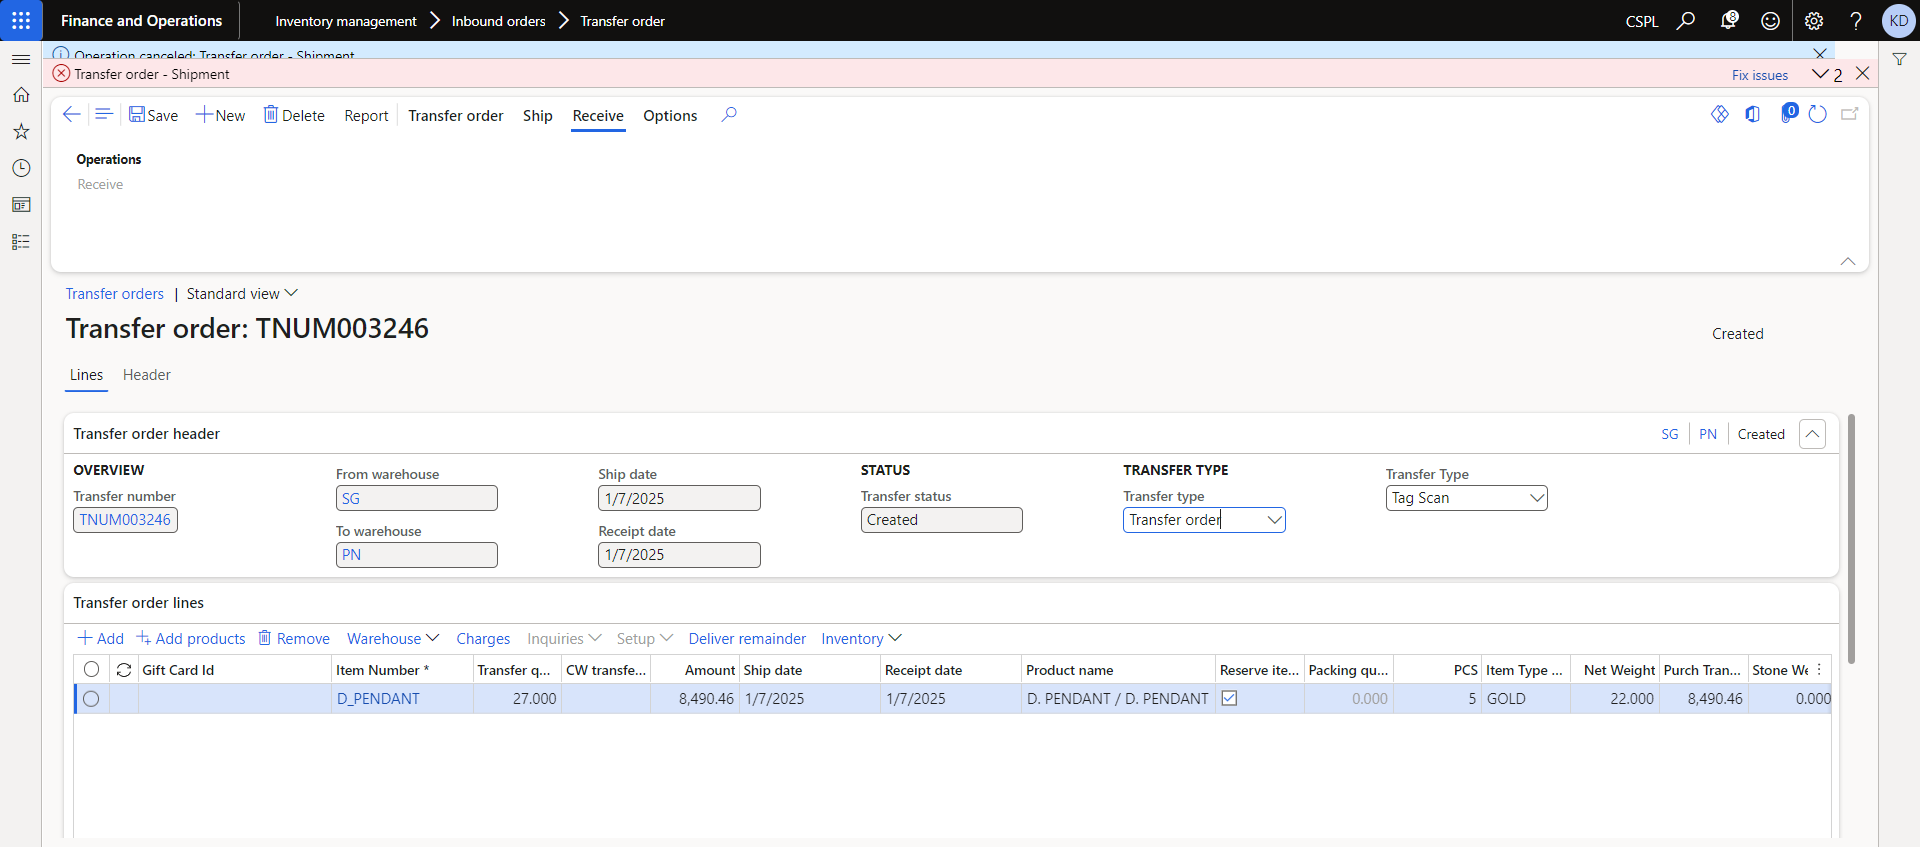 Finance and Operations
Inventory management Inbound orders Transfer order
CSPL
8
KD
Operation canceled: Transfer order - Shipment
Transfer order - Shipment
Fix issues
2
Save New Delete Report Transfer order Ship Receive Options
0
Operations
Receive
Transfer orders | Standard view
Transfer order: TNUM003246
Created
Lines Header
Transfer order header
SG PN Created
OVERVIEW
Transfer number
TNUM003246
From warehouse
SG
To warehouse
PN
Ship date
1/7/2025
Receipt date
1/7/2025
STATUS
Transfer status
Created
TRANSFER TYPE
Transfer type
Transfer order
Transfer Type
Tag Scan
Transfer order lines
Add Add products Remove Warehouse Charges Inquiries Setup Deliver remainder Inventory
Gift Card Id Item Number * Transfer q... CW transfe... Amount Ship date Receipt date Product name Reserve ite... Packing qu... PCS Item Type ... Net Weight Purch Tran... Stone We
D_PENDANT 27.000 8,490.46 1/7/2025 1/7/2025 D. PENDANT / D. PENDANT 0.000 5 GOLD 22.000 8,490.46 0.000